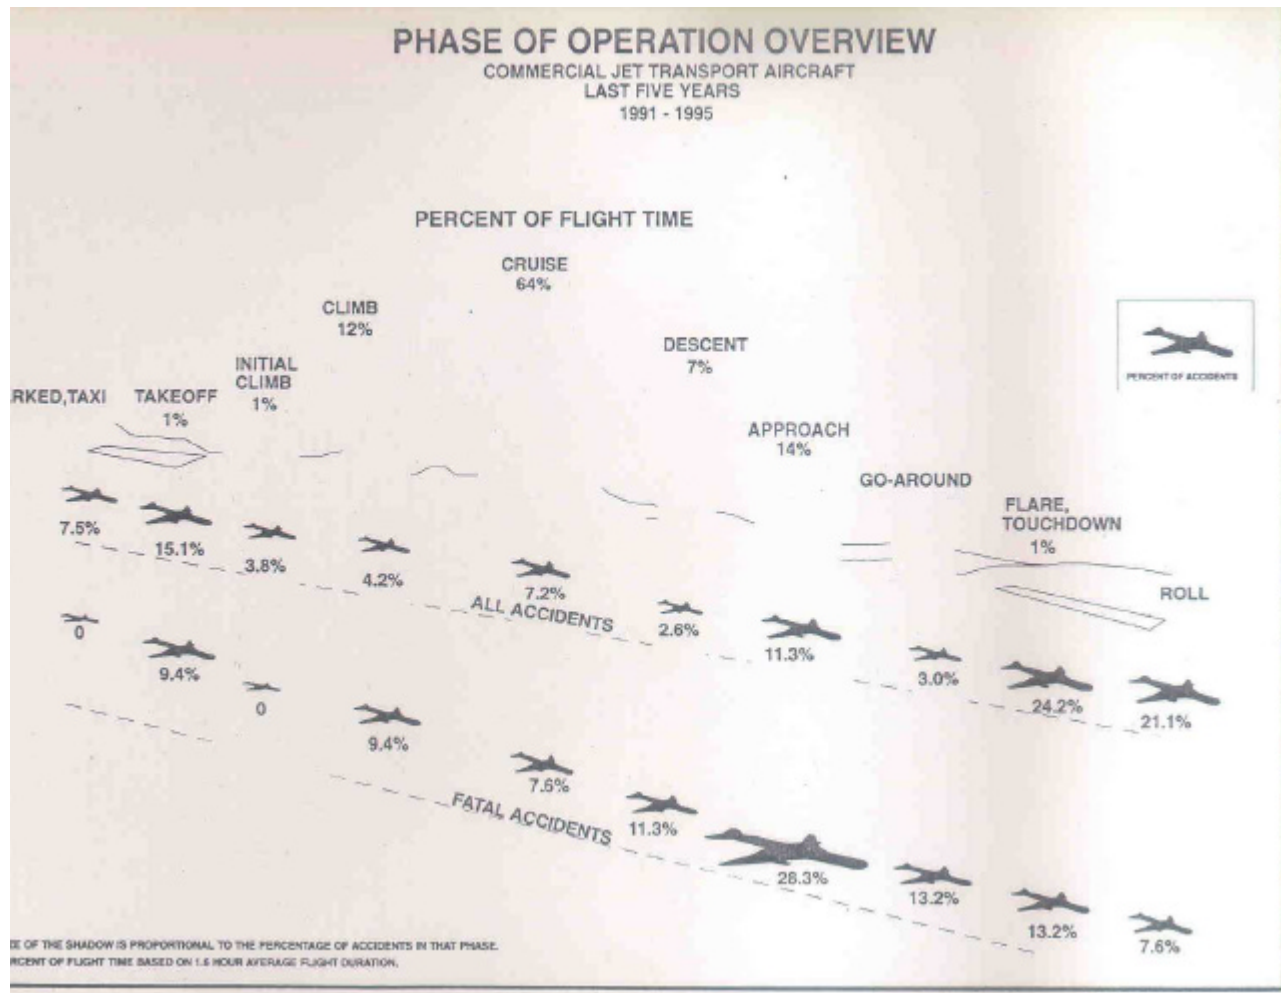 PHASE OF OPERATION OVERVIEW
COMMERCIAL JET TRANSPORT AIRCRAFT
LAST FIVE YEARS
1991 - 1995
PERCENT OF FLIGHT TIME
CRUISE
64%
CLIMB
12%
DESCENT
7%
INITIAL
CLIMB
1%
PERCENT OF ACCIDENTS
RKED,TAXI
TAKEOFF
1%
APPROACH
14%
GO-AROUND
FLARE,
TOUCHDOWN
1%
ROLL
7.5%
15.1%
3.8%
4.2%
7.2%
2.6%
11.3%
3.0%
24.2%
21.1%
ALL ACCIDENTS
0
9.4%
0
9.4%
7.6%
11.3%
28.3%
13.2%
13.2%
7.6%
FATAL ACCIDENTS
ZE OF THE SHADOW IS PROPORTIONAL TO THE PERCENTAGE OF ACCIDENTS IN THAT PHASE.
RCENT OF FLIGHT TIME BASED ON 1.6 HOUR AVERAGE FLIGHT DURATION.